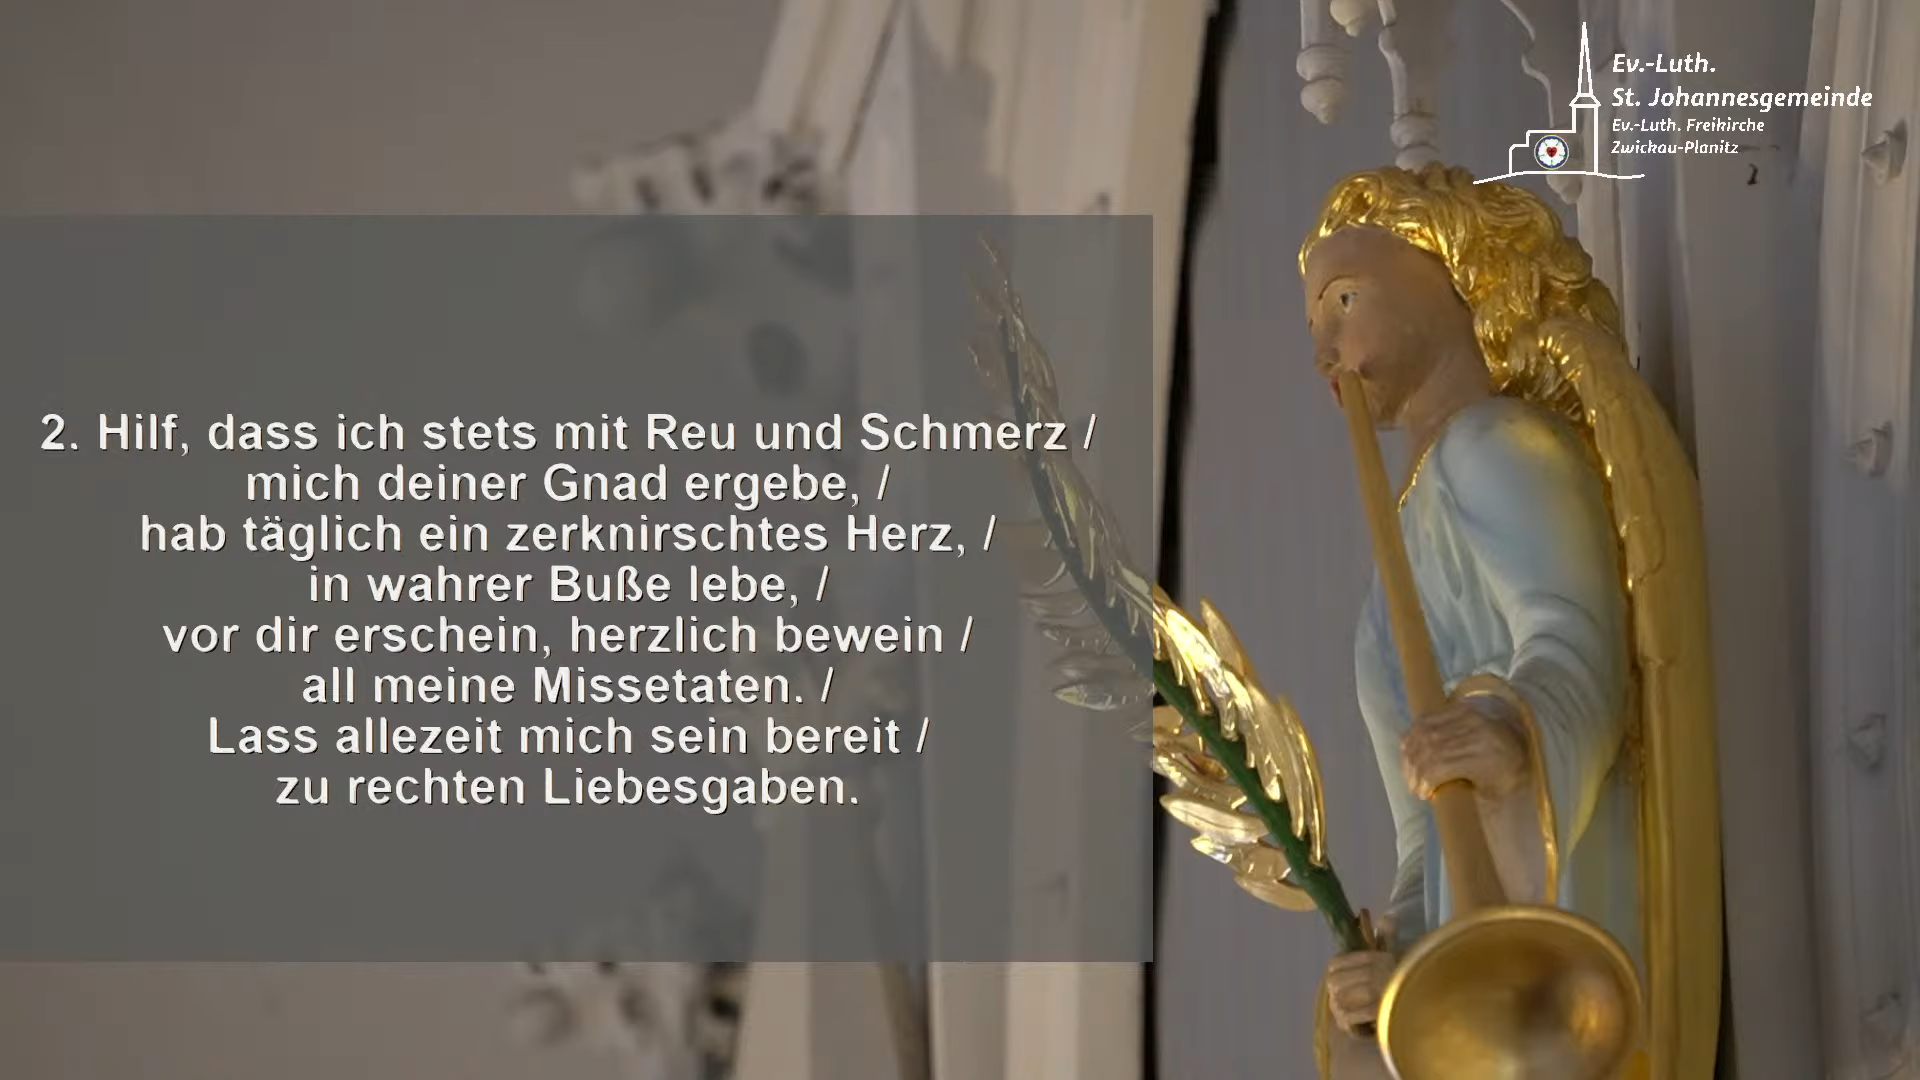 Ev.-Luth.
St. Johannesgemeinde
Ev.-Luth. Freikirche
Zwickau-Planitz
2. Hilf, dass ich stets mit Reu und Schmerz /
mich deiner Gnad ergebe, /
hab täglich ein zerknirschtes Herz, /
in wahrer Buße lebe, /
vor dir erschein, herzlich bewein /
all meine Missetaten. /
Lass allezeit mich sein bereit /
zu rechten Liebesgaben.